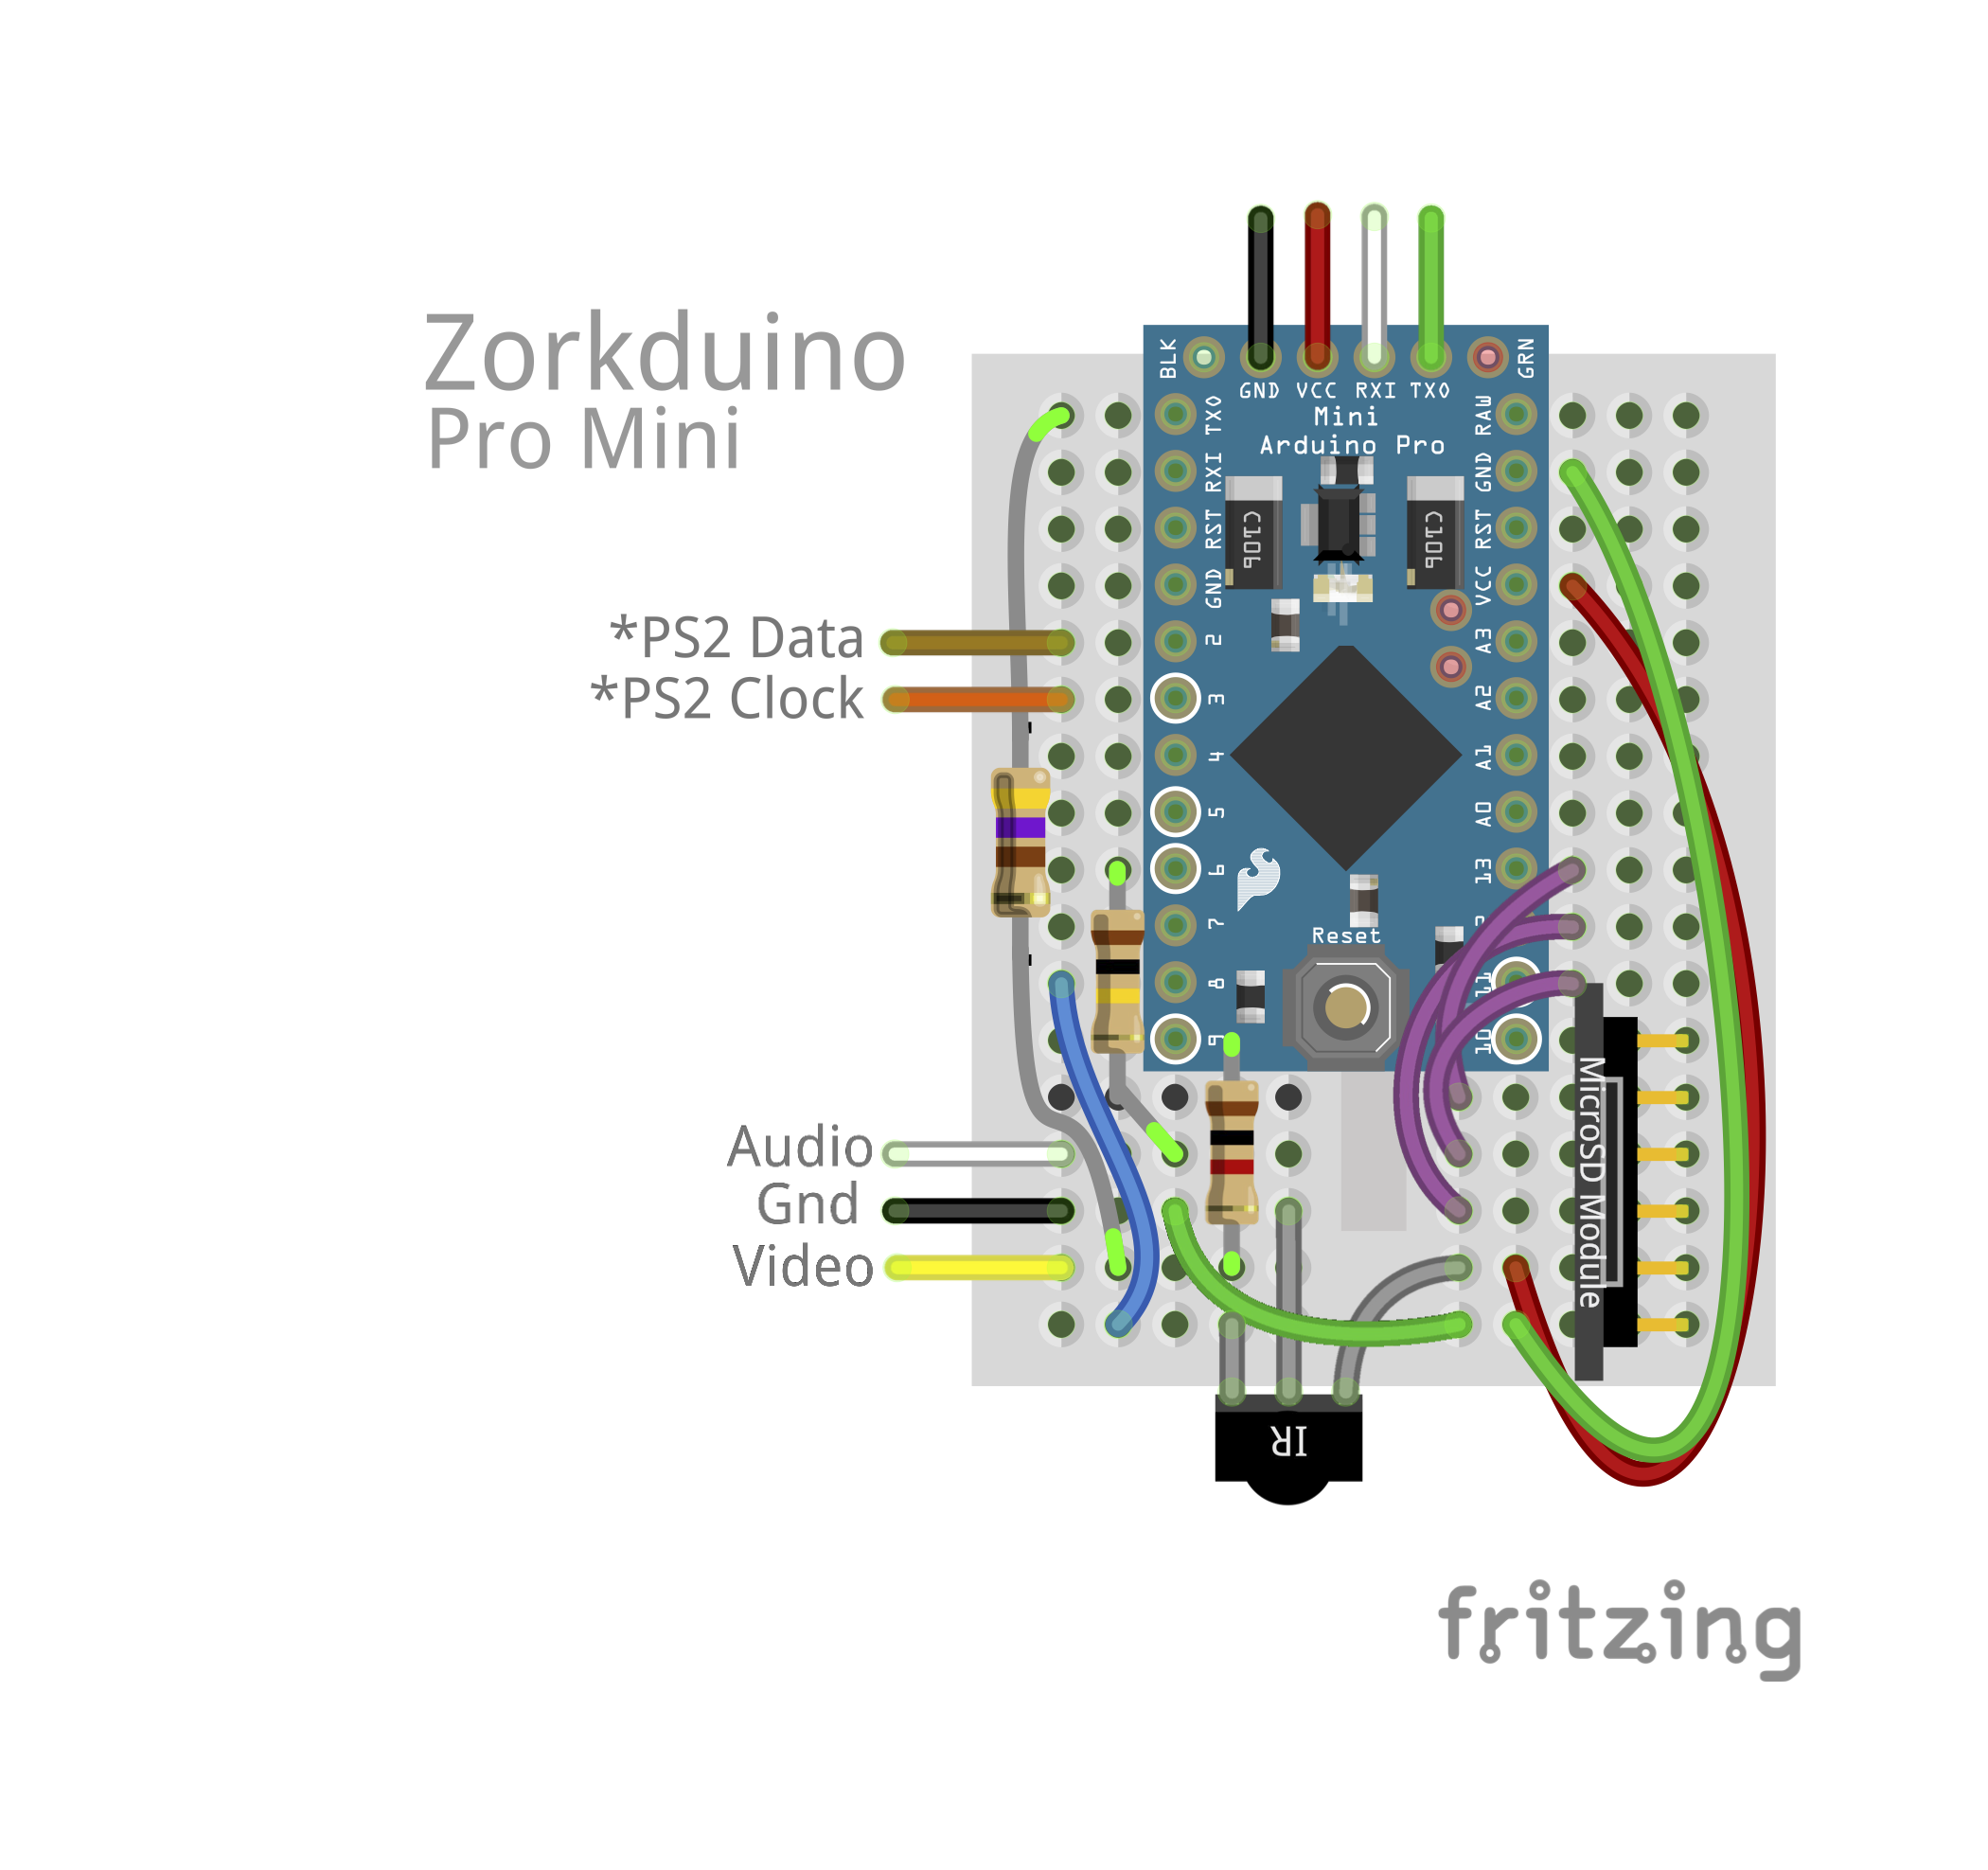 Zorkduino
Pro Mini
*PS2 Data
*PS2 Clock
Audio
Gnd
Video
BLK
GND VCC RXI TXO
GRN
Mini
Arduino Pro
TXO
RXI
RST
GND
2
3
4
5
6
7
8
9
RAW
GND
RST
VCC
A3
A2
A1
A0
13
11
10
C106
C106
Reset
MicroSD Module
IR
fritzing